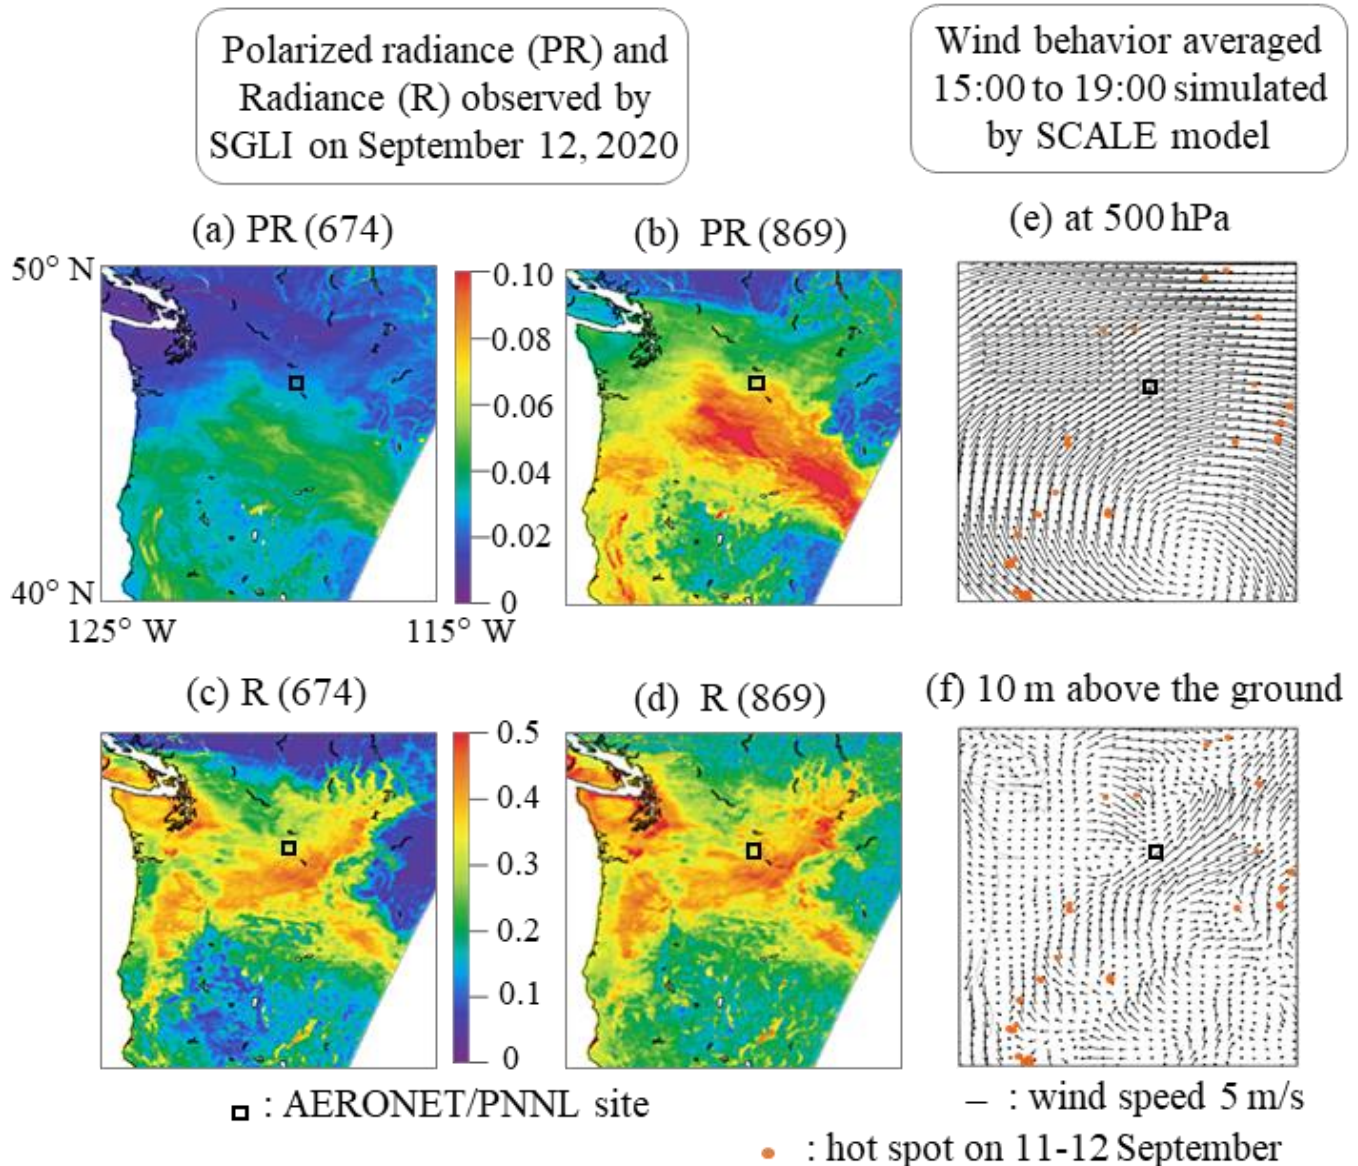 Polarized radiance (PR) and
Radiance (R) observed by
SGLI on September 12, 2020
Wind behavior averaged
15:00 to 19:00 simulated
by SCALE model
(a) PR (674)
(b) PR (869)
(e) at 500 hPa
50° N
40° N
125° W
115° W
0.10
0.08
0.06
0.04
0.02
0
(c) R (674)
(d) R (869)
(f) 10 m above the ground
0.5
0.4
0.3
0.2
0.1
0
: AERONET/PNNL site
– : wind speed 5 m/s
: hot spot on 11-12 September